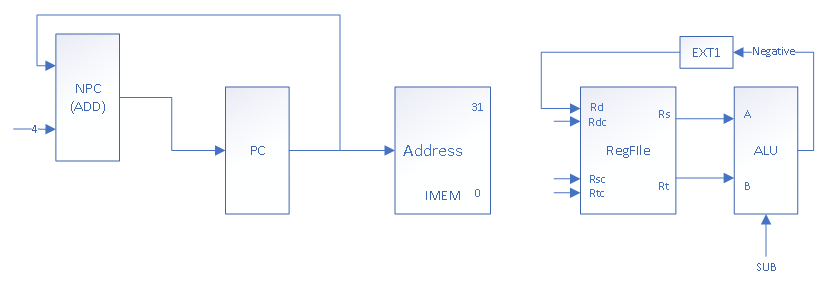 NPC
(ADD)
4
PC
31
Address
IMEM
0
EXT1
Negative
Rd
Rdc
Rs
RegFIle
Rsc
Rtc
Rt
A
ALU
B
SUB